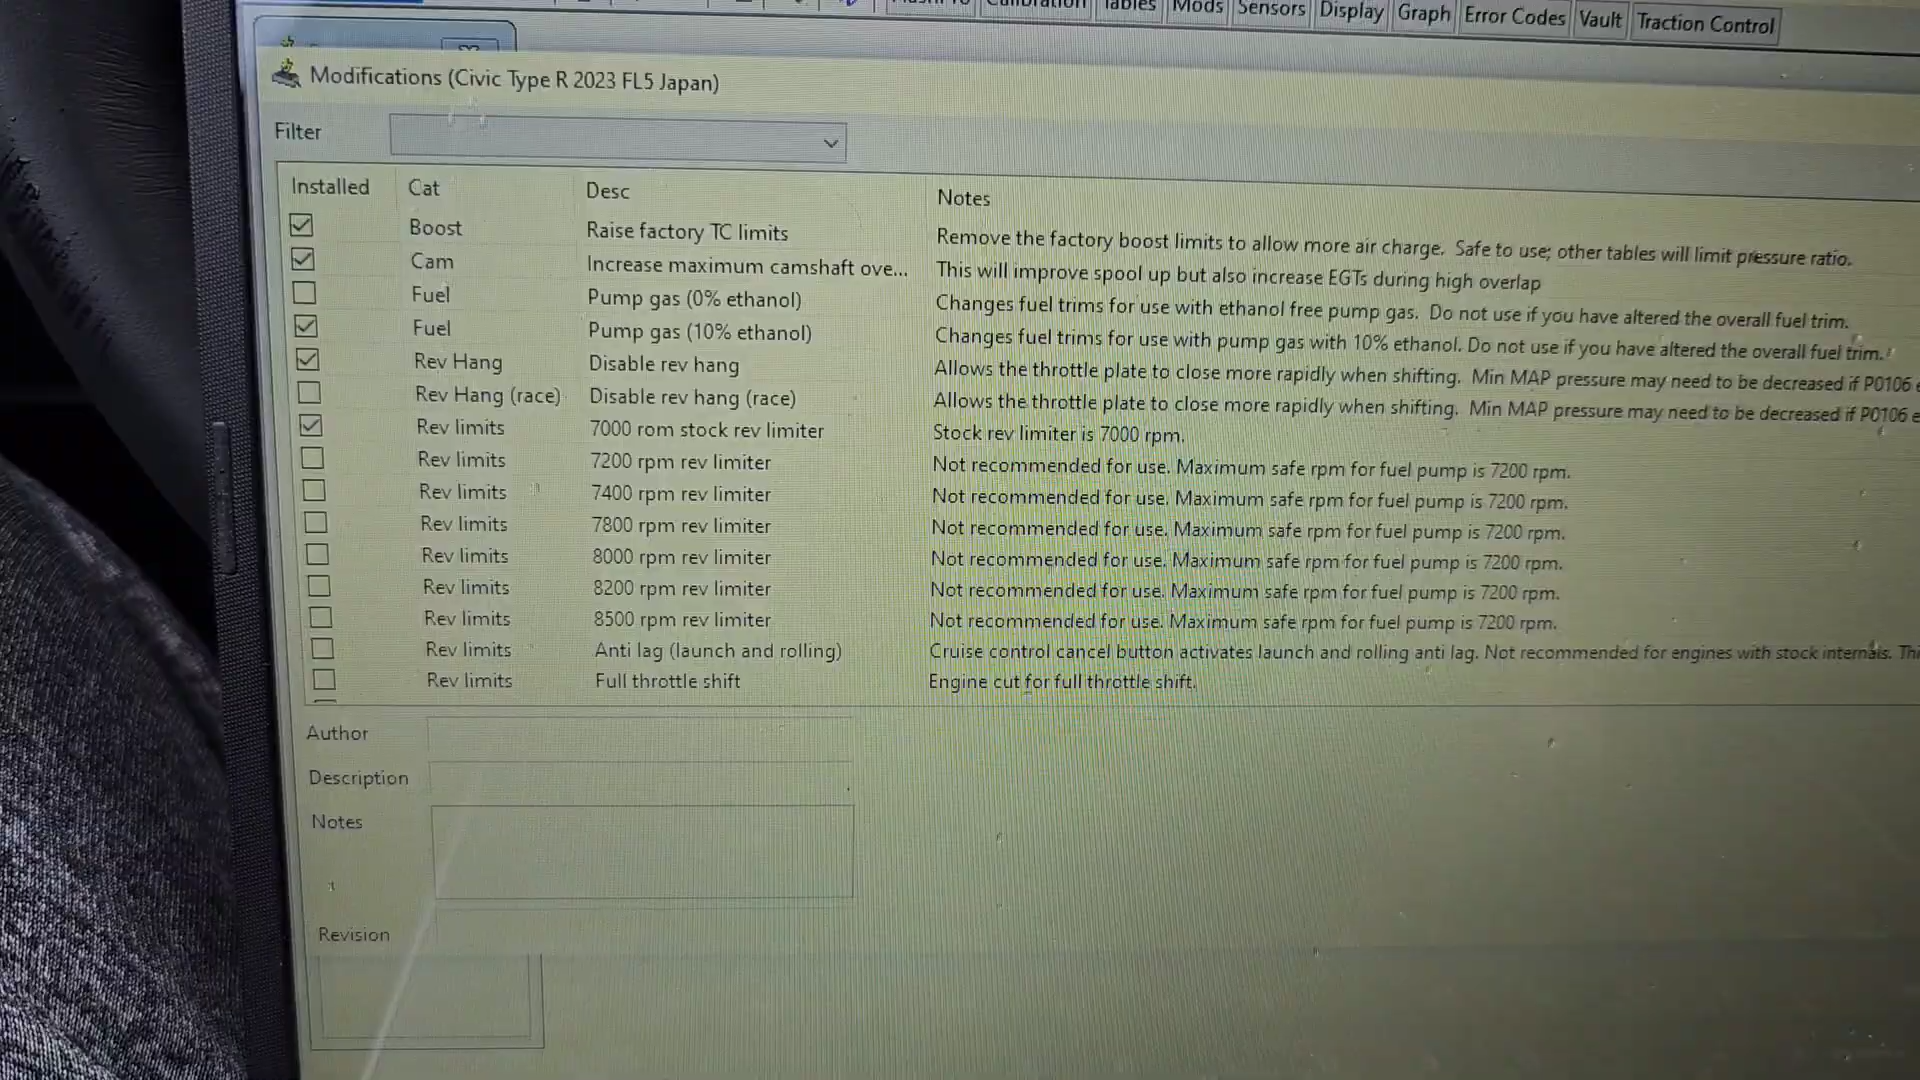 Calibration Tables Mods Sensors Display Graph Error Codes Vault Traction Control
Modifications (Civic Type R 2023 FL5 Japan)
Filter
Installed Cat Desc Notes
Boost Raise factory TC limits Remove the factory boost limits to allow more air charge. Safe to use; other tables will limit pressure ratio.
Cam Increase maximum camshaft ove... This will improve spool up but also increase EGTs during high overlap
Fuel Pump gas (0% ethanol) Changes fuel trims for use with ethanol free pump gas. Do not use if you have altered the overall fuel trim.
Fuel Pump gas (10% ethanol) Changes fuel trims for use with pump gas with 10% ethanol. Do not use if you have altered the overall fuel trim.
Rev Hang Disable rev hang Allows the throttle plate to close more rapidly when shifting. Min MAP pressure may need to be decreased if P0106 e
Rev Hang (race) Disable rev hang (race) Allows the throttle plate to close more rapidly when shifting. Min MAP pressure may need to be decreased if P0106 e
Rev limits 7000 rom stock rev limiter Stock rev limiter is 7000 rpm.
Rev limits 7200 rpm rev limiter Not recommended for use. Maximum safe rpm for fuel pump is 7200 rpm.
Rev limits 7400 rpm rev limiter Not recommended for use. Maximum safe rpm for fuel pump is 7200 rpm.
Rev limits 7800 rpm rev limiter Not recommended for use. Maximum safe rpm for fuel pump is 7200 rpm.
Rev limits 8000 rpm rev limiter Not recommended for use. Maximum safe rpm for fuel pump is 7200 rpm.
Rev limits 8200 rpm rev limiter Not recommended for use. Maximum safe rpm for fuel pump is 7200 rpm.
Rev limits 8500 rpm rev limiter Not recommended for use. Maximum safe rpm for fuel pump is 7200 rpm.
Rev limits Anti lag (launch and rolling) Cruise control cancel button activates launch and rolling anti lag. Not recommended for engines with stock internals. Thi
Rev limits Full throttle shift Engine cut for full throttle shift.
Author
Description
Notes
Revision